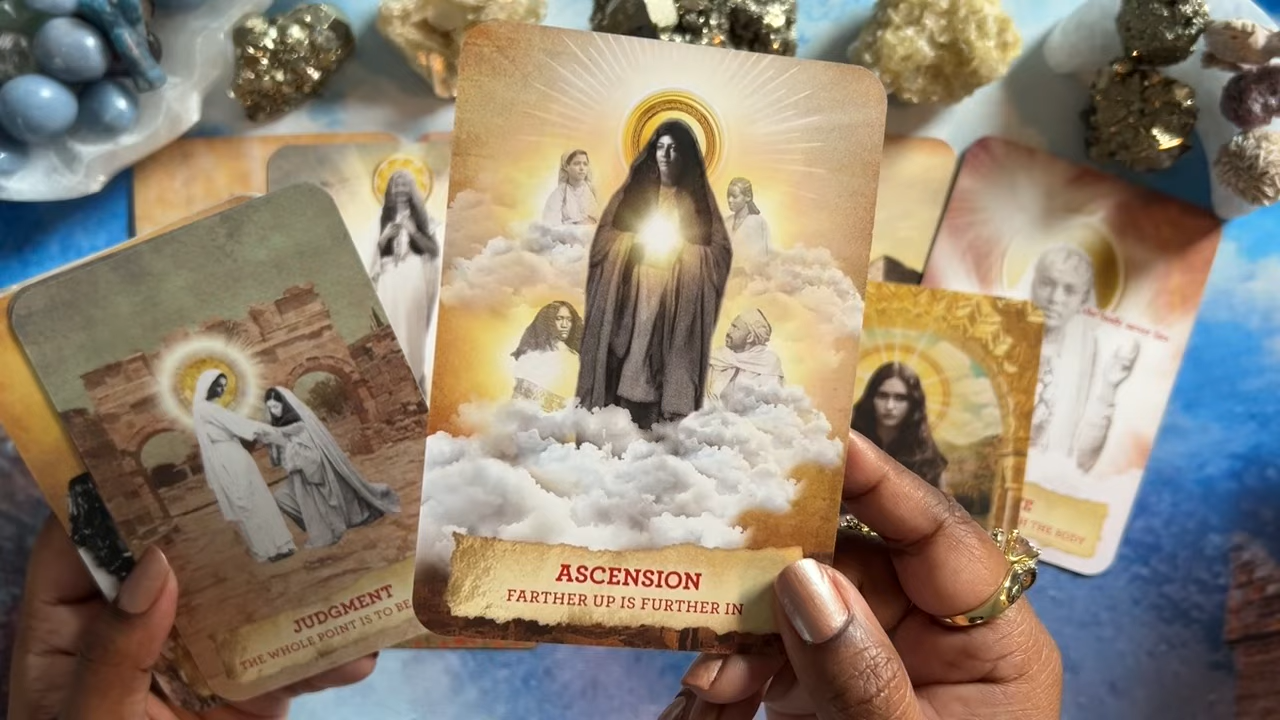 JUDGMENT
THE WHOLE POINT IS TO BE
ASCENSION
FARTHER UP IS FURTHER IN
THE BODY